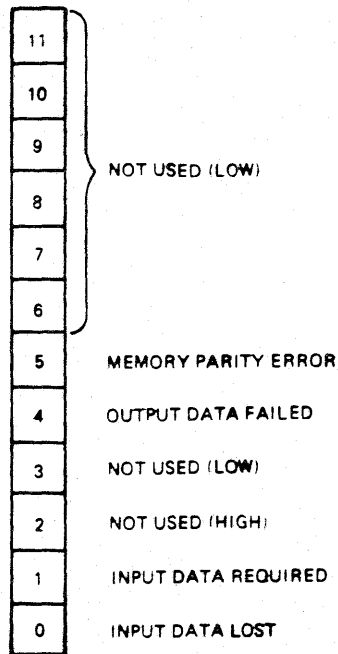 11
10
9
NOT USED (LOW)
8
7
6
5 MEMORY PARITY ERROR
4 OUTPUT DATA FAILED
3 NOT USED (LOW)
2 NOT USED (HIGH)
1 INPUT DATA REQUIRED
0 INPUT DATA LOST